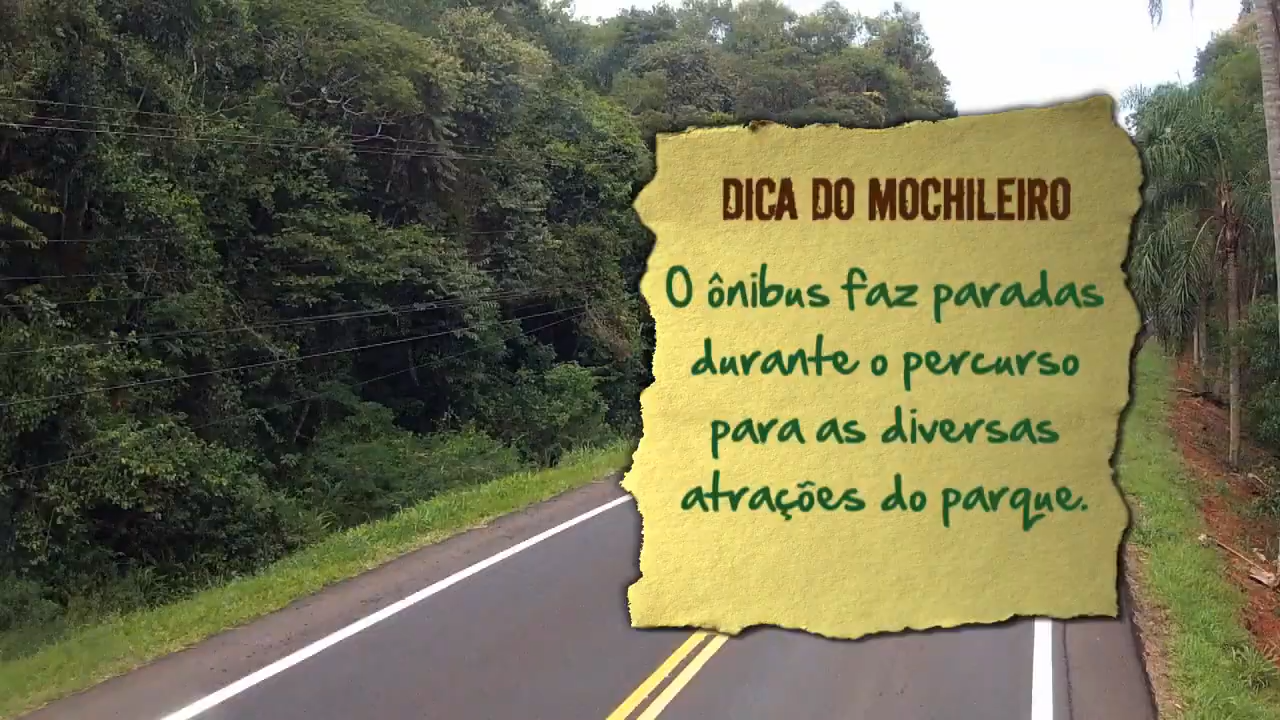 DICA DO MOCHILEIRO
O ônibus faz paradas
durante o percurso
para as diversas
atrações do parque.